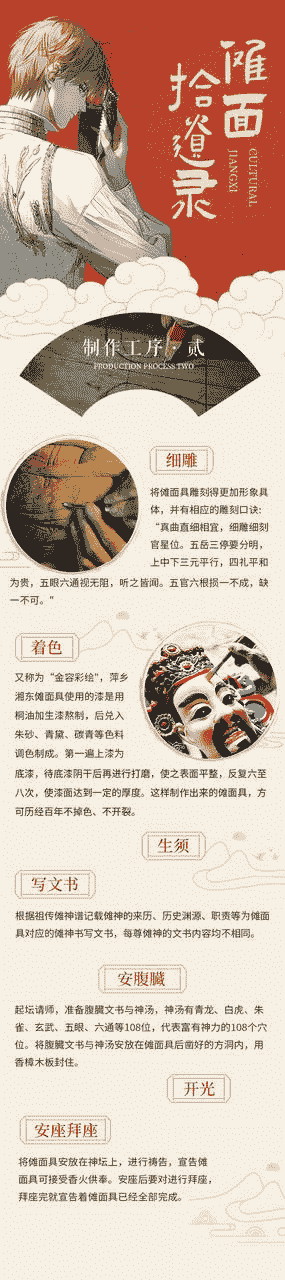 傩面
拾遗录
CULTURAL
JIANGXI
制作工序·贰
PRODUCTION PROCESS TWO
细雕
将傩面具雕刻得更加形象具
体，并有相应的雕刻口诀:
“真曲直细相宜，细雕细刻
官星位。五岳三停要分明，
上中下三元平行，四礼平和
为贵，五眼六通视无阻，听之皆闻。五官六根损一不成，缺
一不可。”
着色
又称为“金容彩绘”，萍乡
湘东傩面具使用的漆是用
桐油加生漆熬制，后兑入
朱砂、青黛、碳青等色料
调色制成。第一遍上漆为
底漆，待底漆阴干后再进行打磨，使之表面平整，反复六至
八次，使漆面达到一定的厚度。这样制作出来的傩面具，方
可历经百年不掉色、不开裂。
生须
写文书
根据祖传傩神谱记载傩神的来历、历史渊源、职责等为傩面
具对应的傩神书写文书，每尊傩神的文书内容均不相同。
安腹臓
起坛请师，准备腹臓文书与神汤，神汤有青龙、白虎、朱
雀、玄武、五眼、六通等108位，代表富有神力的108个穴
位。将腹臓文书与神汤安放在傩面具后凿好的方洞内，用
香樟木板封住。
开光
安座拜座
将傩面具安放在神坛上，进行祷告，宣告傩
面具可接受香火供奉。安座后要对进行拜座，
拜座完就宣告着傩面具已经全部完成。